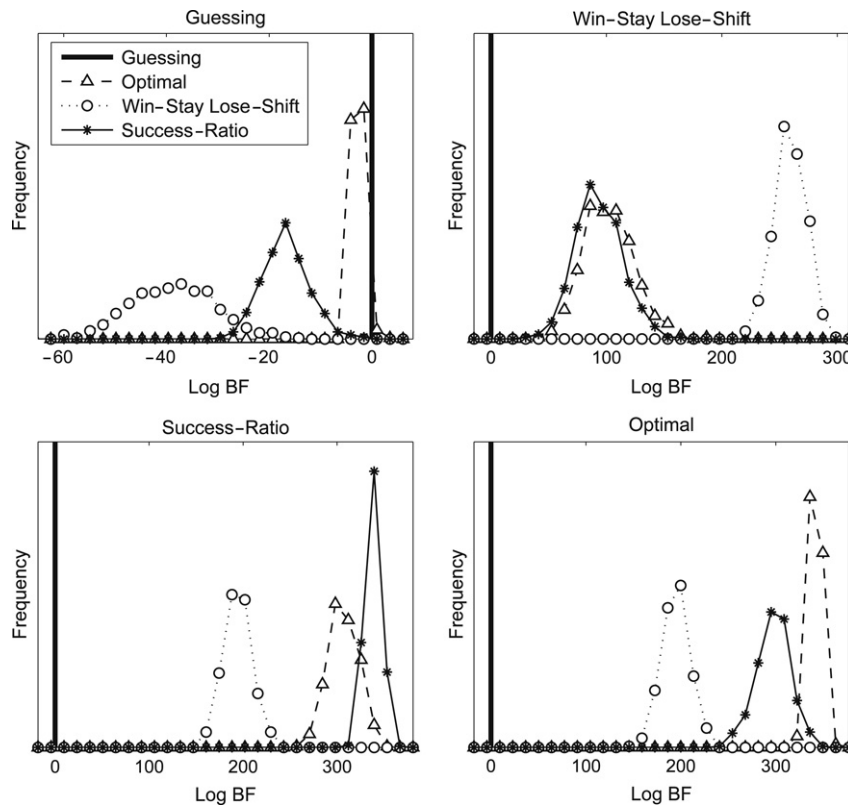 Guessing
Guessing
Optimal
Win–Stay Lose–Shift
Success–Ratio
Frequency
−60 −40 −20 0
Log BF
Win–Stay Lose–Shift
Frequency
0 100 200 300
Log BF
Success–Ratio
Frequency
0 100 200 300
Log BF
Optimal
Frequency
0 100 200 300
Log BF